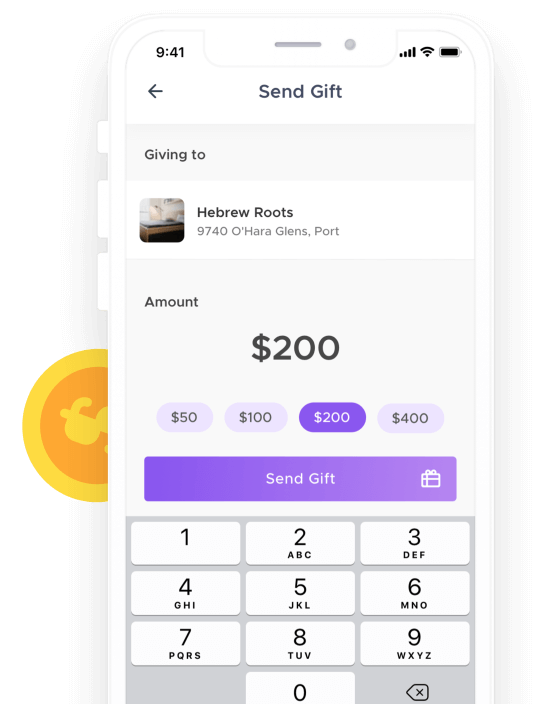 9:41
Send Gift
Giving to
Hebrew Roots
9740 O'Hara Glens, Port
Amount
$200
$50 $100 $200 $400
Send Gift
1 2 3
ABC DEF
4 5 6
GHI JKL MNO
7 8 9
PQRS TUV WXYZ
0